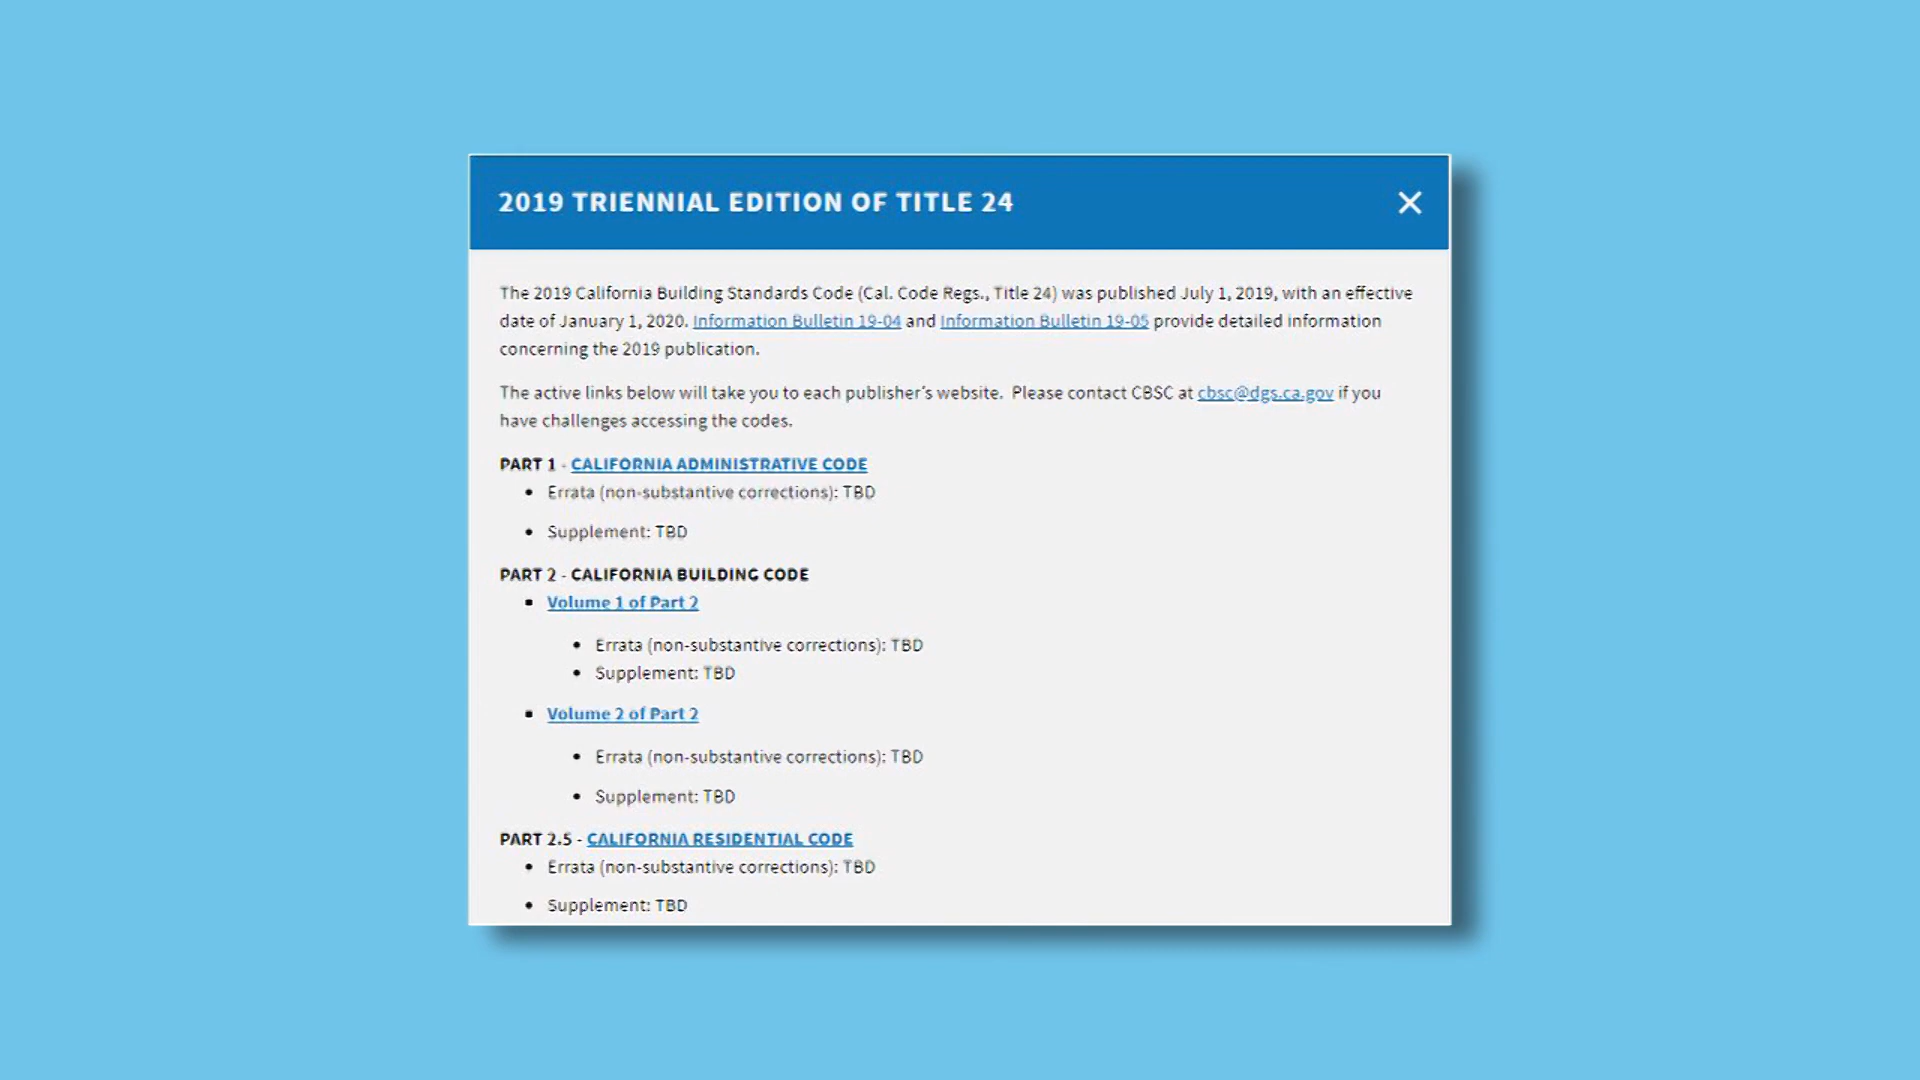 2019 TRIENNIAL EDITION OF TITLE 24
The 2019 California Building Standards Code (Cal. Code Regs., Title 24) was published July 1, 2019, with an effective
date of January 1, 2020. Information Bulletin 19-04 and Information Bulletin 19-05 provide detailed information
concerning the 2019 publication.
The active links below will take you to each publisher's website. Please contact CBSC at cbsc@dgs.ca.gov if you
have challenges accessing the codes.
PART 1 - CALIFORNIA ADMINISTRATIVE CODE
• Errata (non-substantive corrections): TBD
• Supplement: TBD
PART 2 - CALIFORNIA BUILDING CODE
▪ Volume 1 of Part 2
• Errata (non-substantive corrections): TBD
• Supplement: TBD
▪ Volume 2 of Part 2
• Errata (non-substantive corrections): TBD
• Supplement: TBD
PART 2.5 - CALIFORNIA RESIDENTIAL CODE
• Errata (non-substantive corrections): TBD
• Supplement: TBD